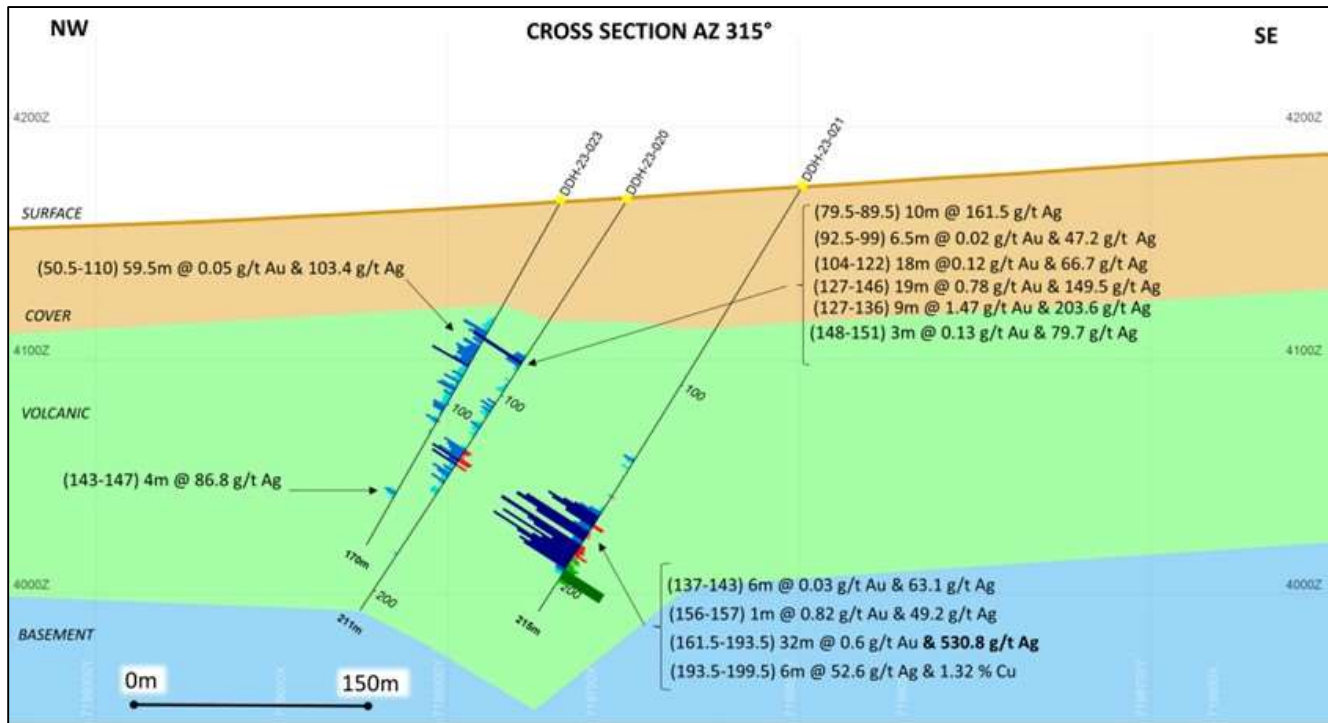 NW
CROSS SECTION AZ 315°
SE
4200Z
4200Z
DDH-23-023
DDH-23-020
DDH-23-021
SURFACE
(79.5-89.5) 10m @ 161.5 g/t Ag
(92.5-99) 6.5m @ 0.02 g/t Au & 47.2 g/t Ag
(50.5-110) 59.5m @ 0.05 g/t Au & 103.4 g/t Ag
(104-122) 18m @0.12 g/t Au & 66.7 g/t Ag
(127-146) 19m @ 0.78 g/t Au & 149.5 g/t Ag
COVER
(127-136) 9m @ 1.47 g/t Au & 203.6 g/t Ag
(148-151) 3m @ 0.13 g/t Au & 79.7 g/t Ag
4100Z
4100Z
VOLCANIC
100
100
100
(143-147) 4m @ 86.8 g/t Ag
170m
4000Z
4000Z
200
200
211m
215m
(137-143) 6m @ 0.03 g/t Au & 63.1 g/t Ag
(156-157) 1m @ 0.82 g/t Au & 49.2 g/t Ag
BASEMENT
(161.5-193.5) 32m @ 0.6 g/t Au & 530.8 g/t Ag
(193.5-199.5) 6m @ 52.6 g/t Ag & 1.32 % Cu
0m
150m